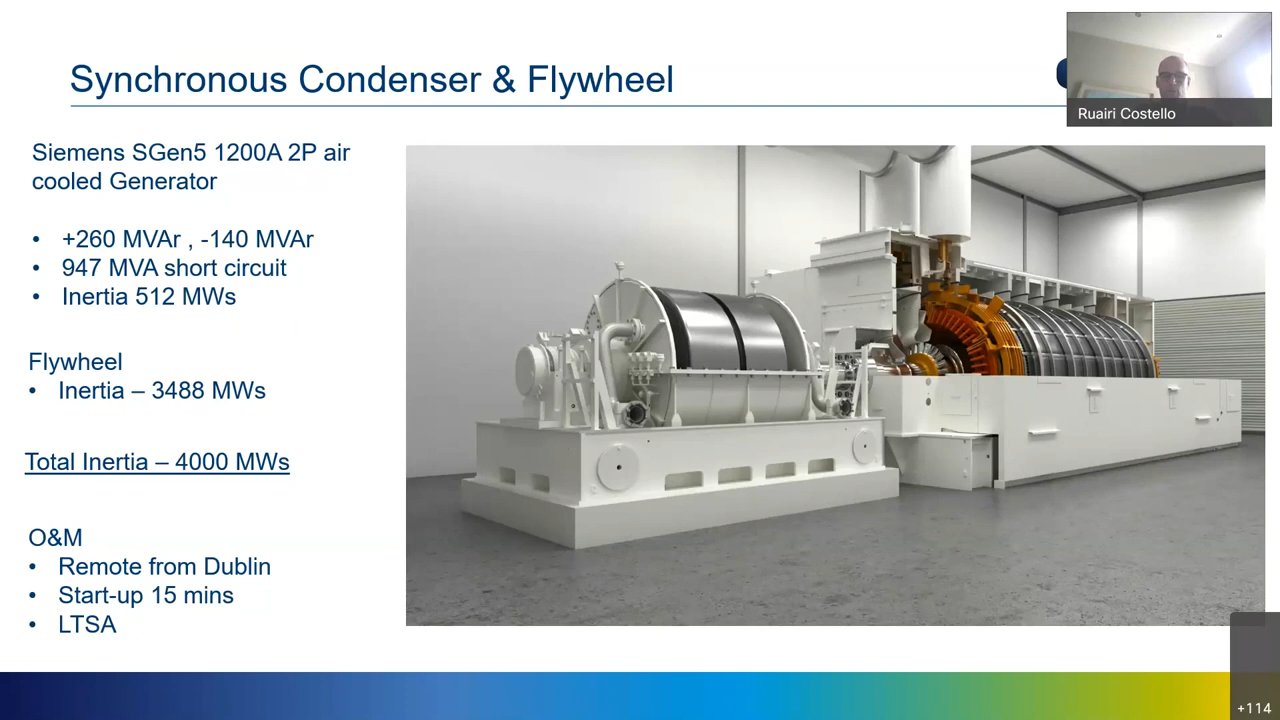 Synchronous Condenser & Flywheel
Ruairi Costello
Siemens SGen5 1200A 2P air
cooled Generator
• +260 MVAr , -140 MVAr
• 947 MVA short circuit
• Inertia 512 MWs
Flywheel
• Inertia – 3488 MWs
Total Inertia – 4000 MWs
O&M
• Remote from Dublin
• Start-up 15 mins
• LTSA
+114